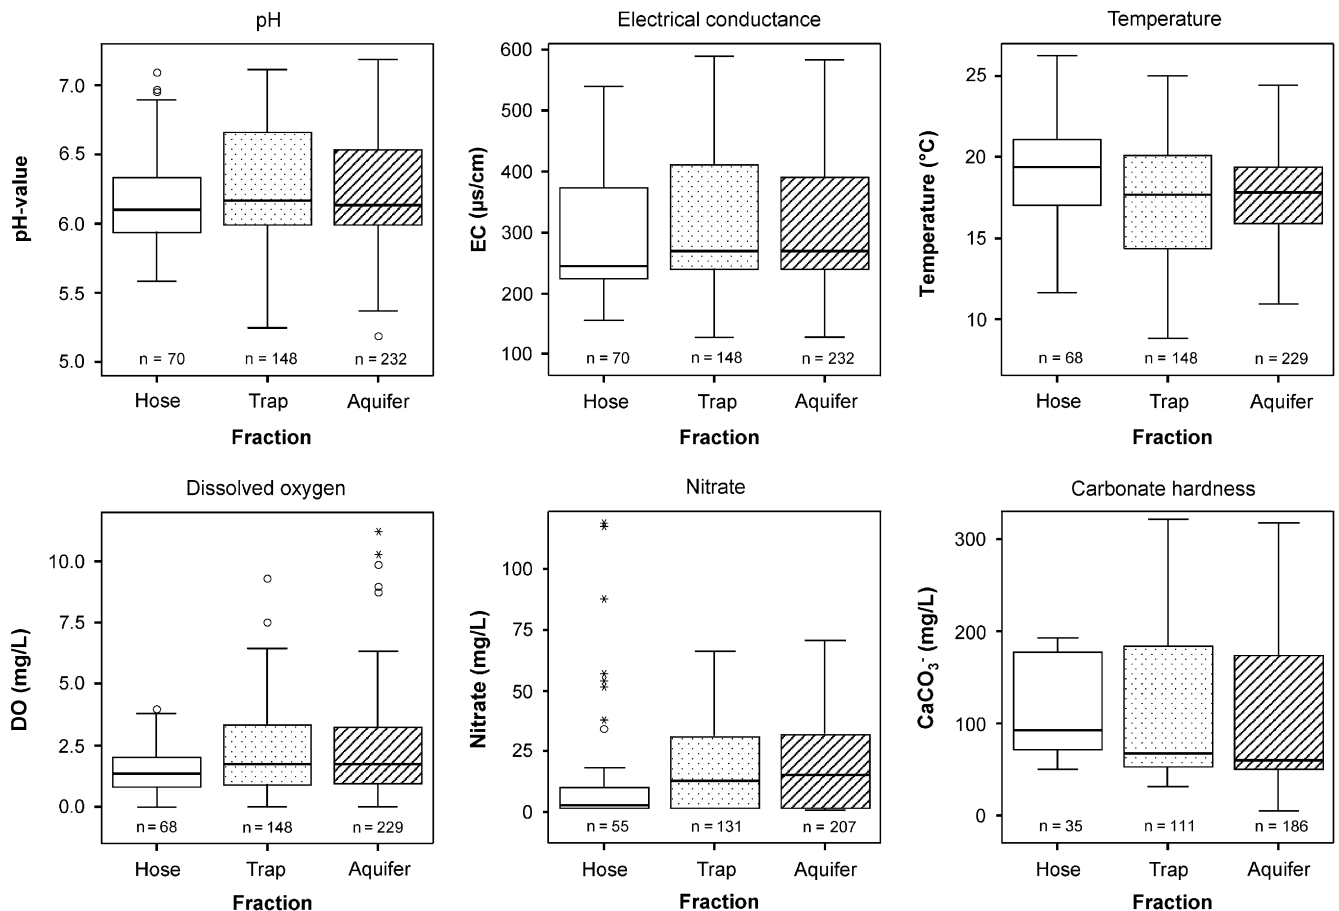 pH
Electrical conductance
Temperature
pH-value
7.0
6.5
6.0
5.5
5.0
n = 70
n = 148
n = 232
Hose
Trap
Aquifer
Fraction
EC (µs/cm)
600
500
400
300
200
100
n = 70
n = 148
n = 232
Hose
Trap
Aquifer
Fraction
Temperature (°C)
25
20
15
10
n = 68
n = 148
n = 229
Hose
Trap
Aquifer
Fraction
Dissolved oxygen
Nitrate
Carbonate hardness
DO (mg/L)
10.0
7.5
5.0
2.5
0.0
n = 68
n = 148
n = 229
Hose
Trap
Aquifer
Fraction
Nitrate (mg/L)
100
75
50
25
0
n = 55
n = 131
n = 207
Hose
Trap
Aquifer
Fraction
CaCO₃⁻ (mg/L)
300
200
100
0
n = 35
n = 111
n = 186
Hose
Trap
Aquifer
Fraction